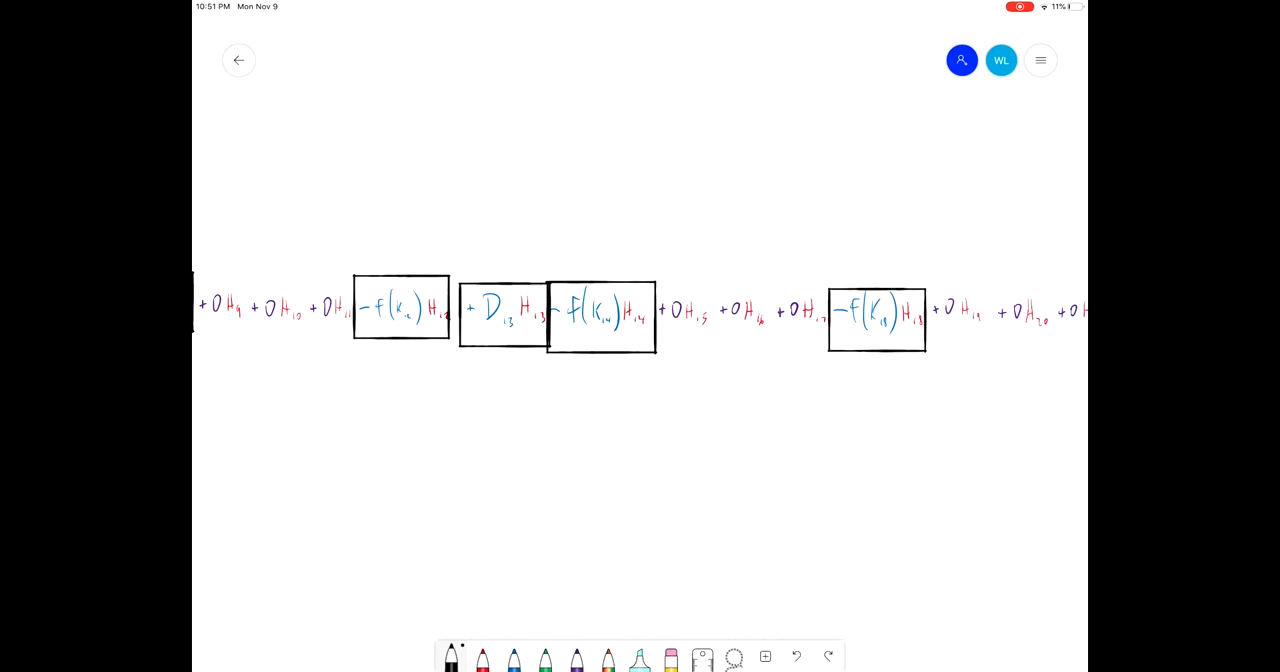 10:51 PM Mon Nov 9
11%
WL
+ 0 H₉ + 0 H₁₀ + 0 H₁₁ - F(K₁₂) H₁₂ + D₁₃ H₁₃ - F(K₁₄) H₁₄ + 0 H₁₅ + 0 H₁₆ + 0 H₁₇ - F(K₁₈) H₁₈ + 0 H₁₉ + 0 H₂₀ + 0 H